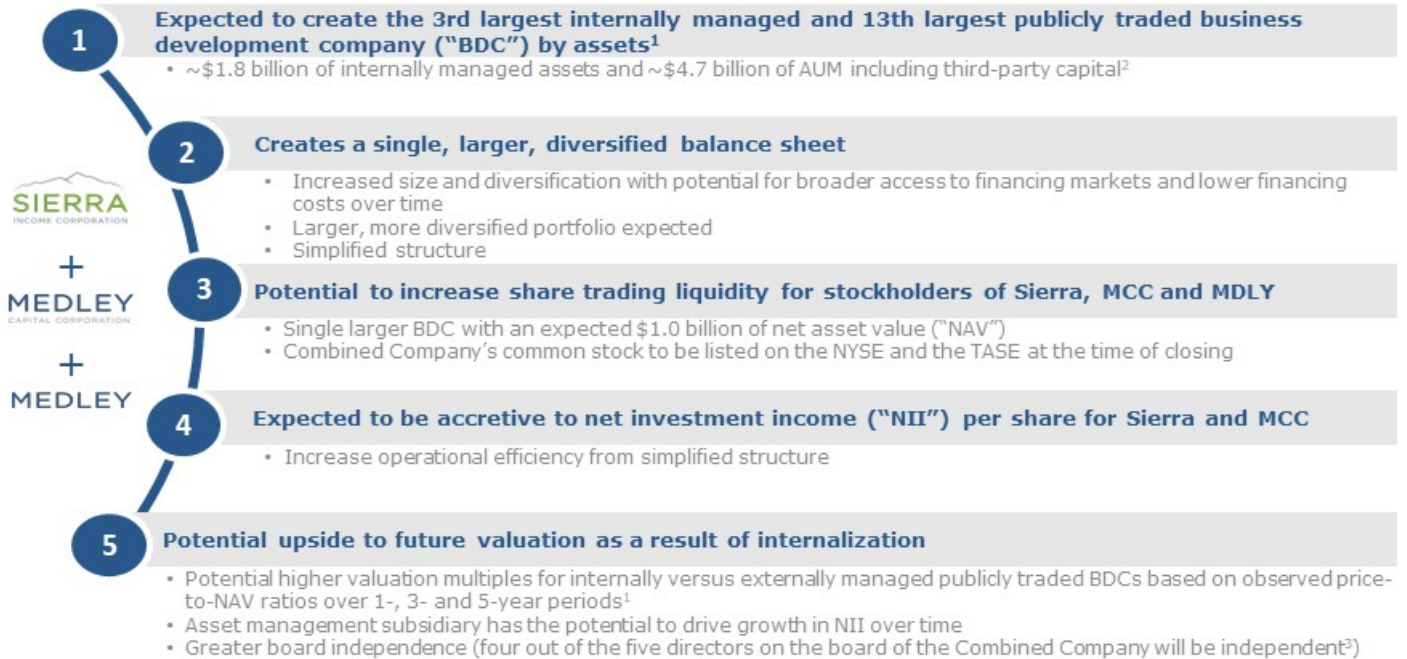 1
Expected to create the 3rd largest internally managed and 13th largest publicly traded business
development company (“BDC”) by assets¹
• ~$1.8 billion of internally managed assets and ~$4.7 billion of AUM including third-party capital²
2
Creates a single, larger, diversified balance sheet
• Increased size and diversification with potential for broader access to financing markets and lower financing
costs over time
• Larger, more diversified portfolio expected
• Simplified structure
SIERRA
INCOME CORPORATION
+
MEDLEY
CAPITAL CORPORATION
+
MEDLEY
3
Potential to increase share trading liquidity for stockholders of Sierra, MCC and MDLY
• Single larger BDC with an expected $1.0 billion of net asset value (“NAV”)
• Combined Company’s common stock to be listed on the NYSE and the TASE at the time of closing
4
Expected to be accretive to net investment income (“NII”) per share for Sierra and MCC
• Increase operational efficiency from simplified structure
5
Potential upside to future valuation as a result of internalization
• Potential higher valuation multiples for internally versus externally managed publicly traded BDCs based on observed price-
to-NAV ratios over 1-, 3- and 5-year periods¹
• Asset management subsidiary has the potential to drive growth in NII over time
• Greater board independence (four out of the five directors on the board of the Combined Company will be independent³)